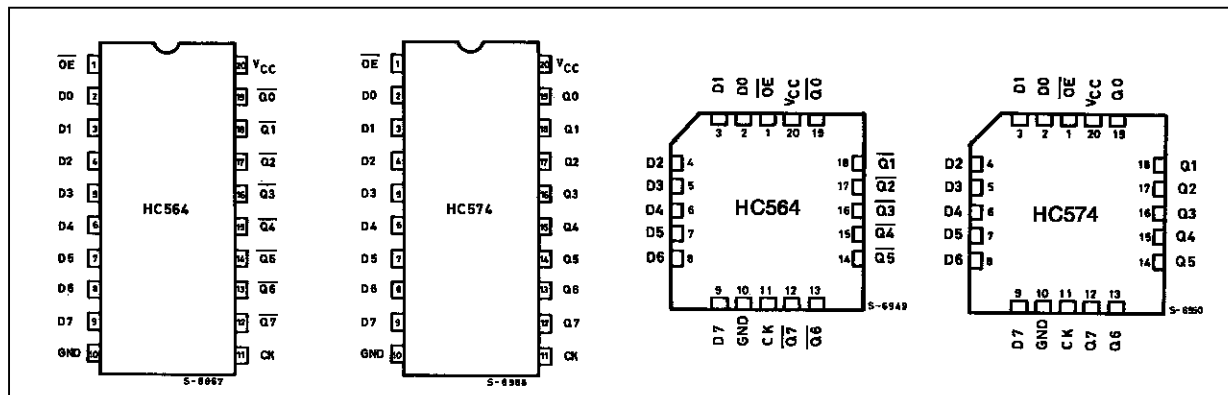 OE 1 20 VCC
D0 2 19 Q0
D1 3 18 Q1
D2 4 17 Q2
D3 5 16 Q3
D4 6 15 Q4
D5 7 14 Q5
D6 8 13 Q6
D7 9 12 Q7
GND 10 11 CK
HC564
OE 1 20 VCC
D0 2 19 Q0
D1 3 18 Q1
D2 4 17 Q2
D3 5 16 Q3
D4 6 15 Q4
D5 7 14 Q5
D6 8 13 Q6
D7 9 12 Q7
GND 10 11 CK
HC574
D1 D0 OE VCC Q0
3 2 1 20 19
D2 4 18 Q1
D3 5 17 Q2
D4 6 16 Q3
D5 7 15 Q4
D6 8 14 Q5
HC564
9 10 11 12 13
S-6949
D7 GND CK Q7 Q6
D1 D0 OE VCC Q0
3 2 1 20 19
D2 4 18 Q1
D3 5 17 Q2
D4 6 16 Q3
D5 7 15 Q4
D6 8 14 Q5
HC574
9 10 11 12 13
S-6950
D7 GND CK Q7 Q6